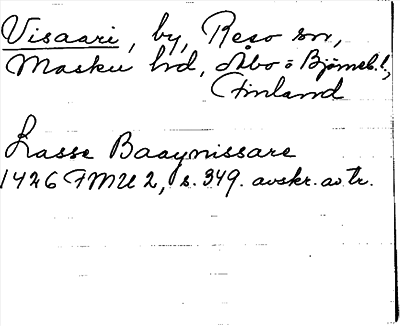 Visaari, by, Reso sn,
Masku hd, Åbo o Björneb. l.,
Finland
Lasse Baaynissare
1426 FMU 2, s. 349. avskr. av tr.